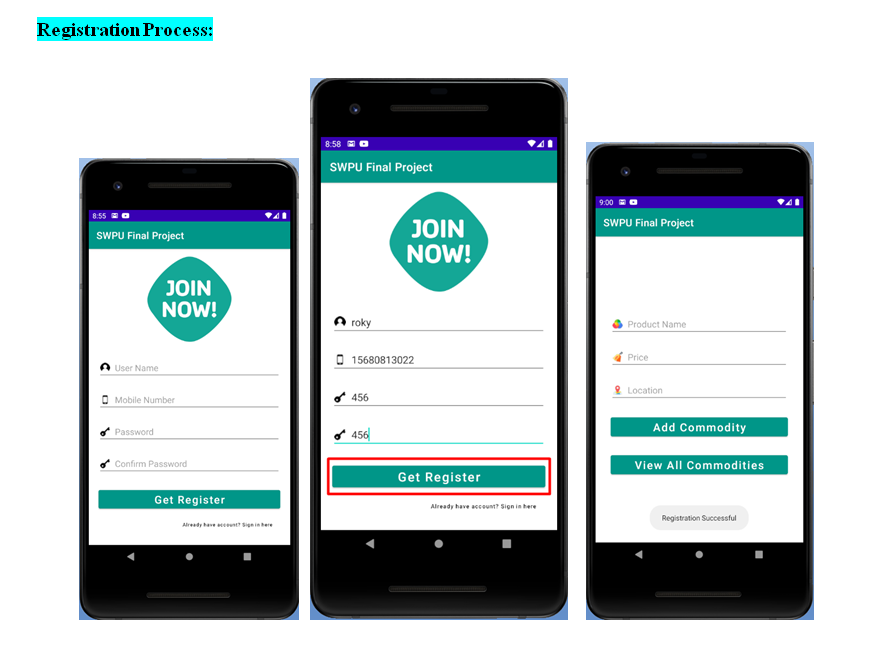 Registration Process:
8:55
SWPU Final Project
JOIN
NOW!
User Name
Mobile Number
Password
Confirm Password
Get Register
Already have account? Sign in here
8:58
SWPU Final Project
JOIN
NOW!
roky
15680813022
456
456
Get Register
Already have account? Sign in here
9:00
SWPU Final Project
Product Name
Price
Location
Add Commodity
View All Commodities
Registration Successful